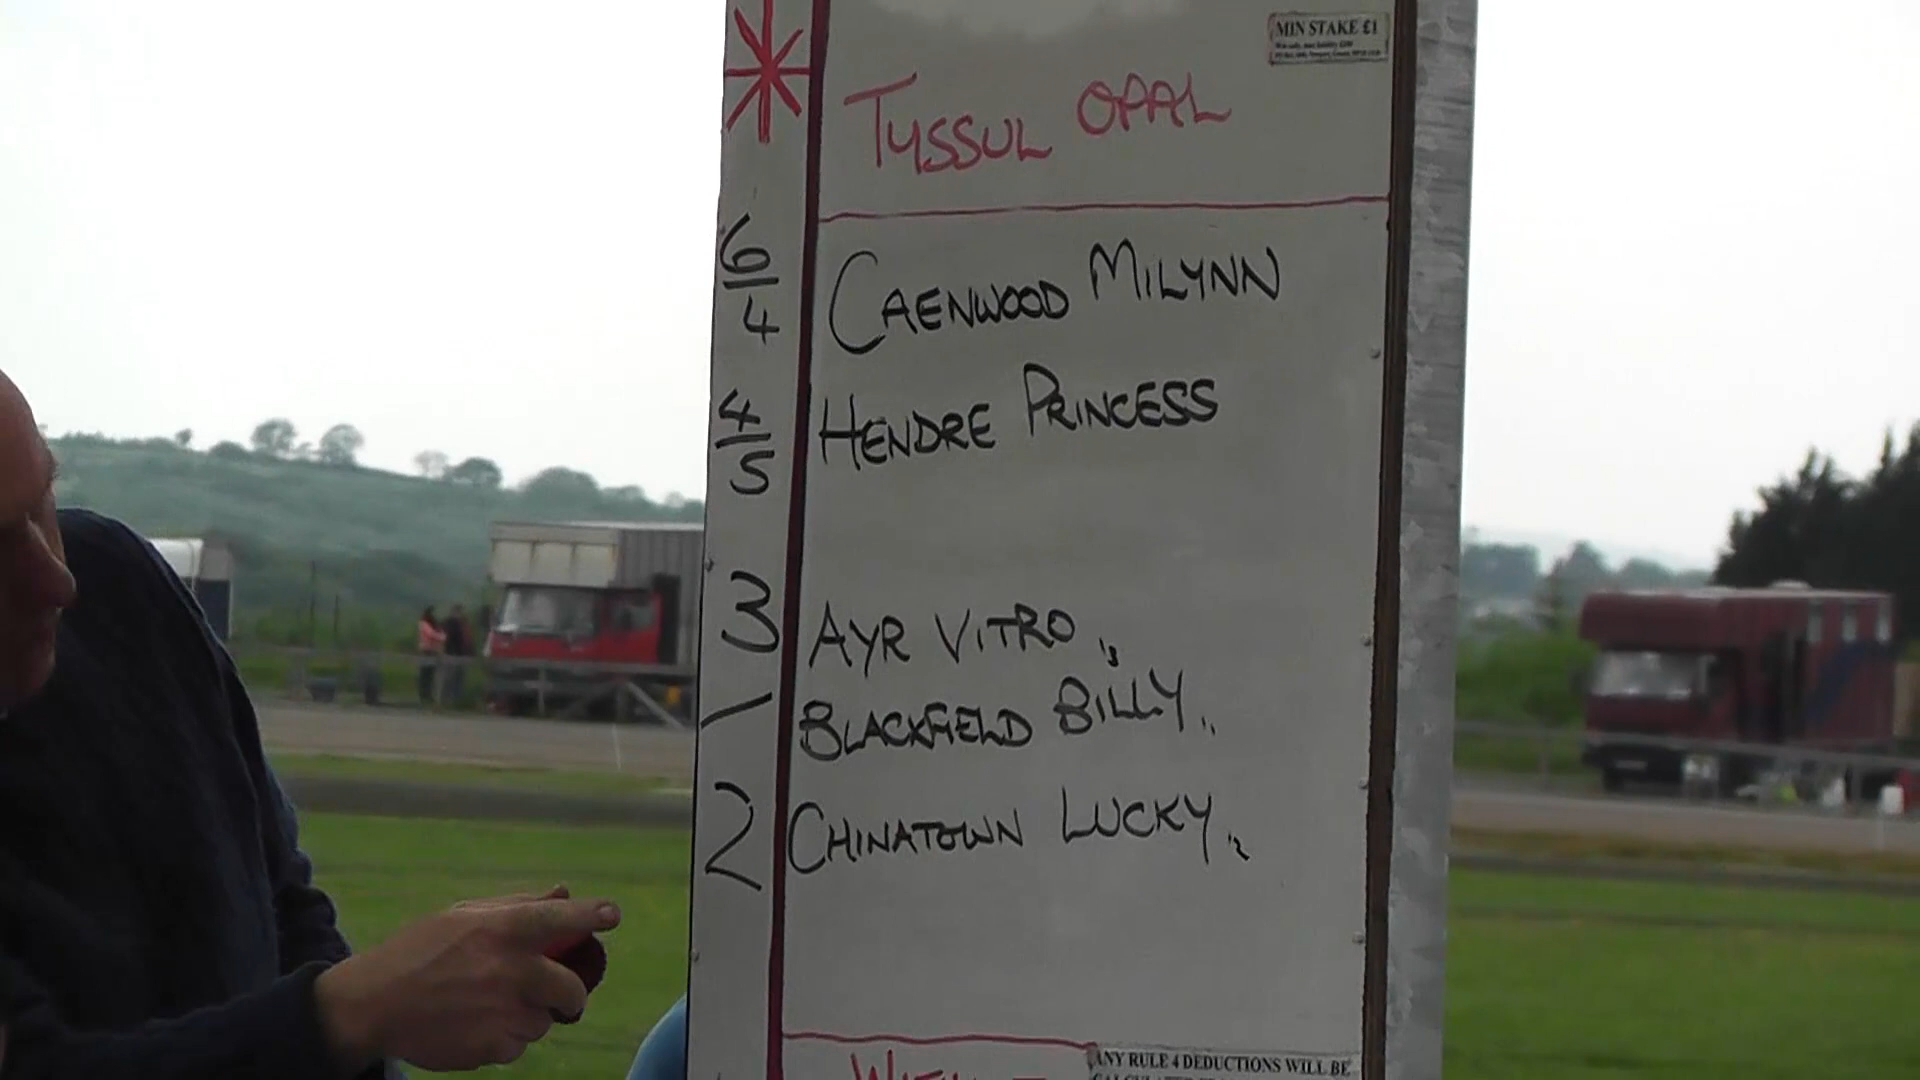 MIN STAKE £1
* TYSSUL OPAL
6/4 CAENWOOD MILYNN
4/5 HENDRE PRINCESS
3 AYR VITRO
/ BLACKFIELD BILLY
2 CHINATOWN LUCKY
ANY RULE 4 DEDUCTIONS WILL BE